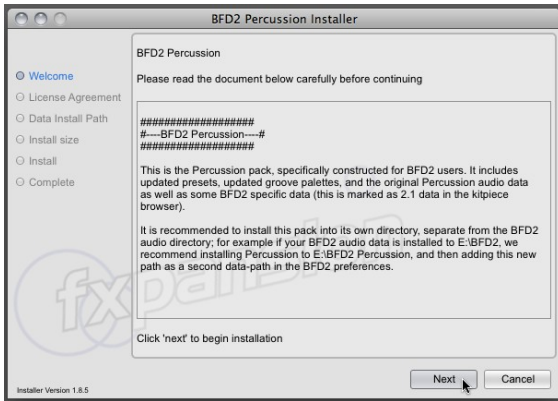 BFD2 Percussion Installer
Welcome
License Agreement
Data Install Path
Install size
Install
Complete
BFD2 Percussion
Please read the document below carefully before continuing
###################
#----BFD2 Percussion----#
###################
This is the Percussion pack, specifically constructed for BFD2 users. It includes
updated presets, updated groove palettes, and the original Percussion audio data
as well as some BFD2 specific data (this is marked as 2.1 data in the kitpiece
browser).
It is recommended to install this pack into its own directory, separate from the BFD2
audio directory; for example if your BFD2 audio data is installed to E:\BFD2, we
recommend installing Percussion to E:\BFD2 Percussion, and then adding this new
path as a second data-path in the BFD2 preferences.
fxpansion
Click 'next' to begin installation
Installer Version 1.8.5
Next
Cancel